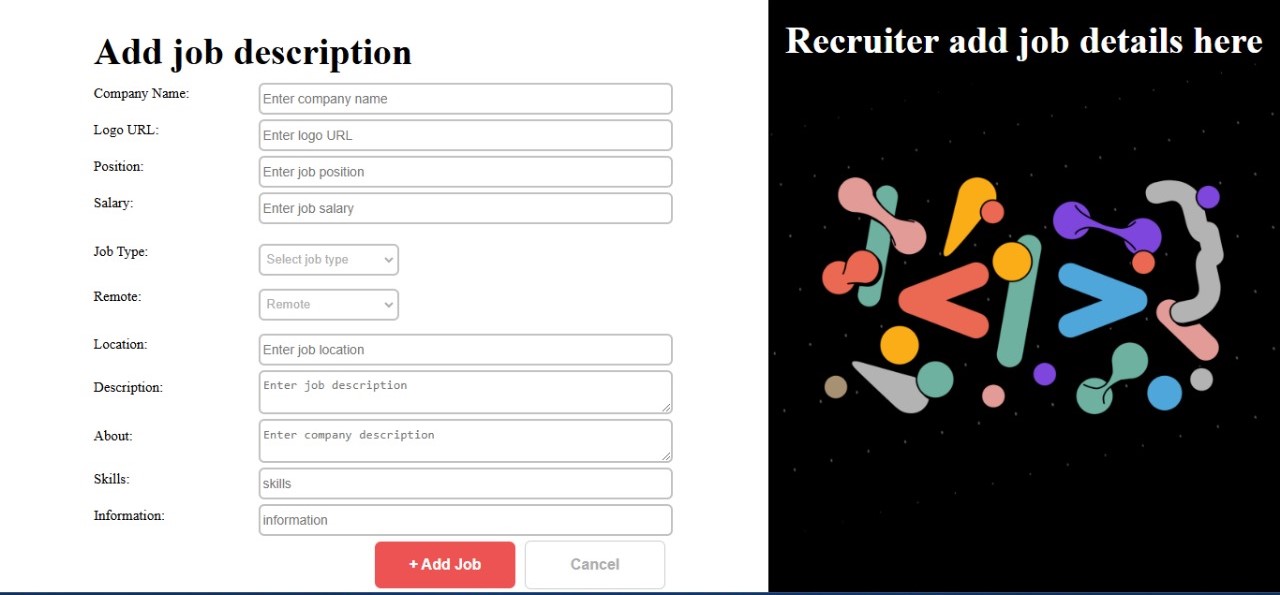 Add job description
Company Name:
Enter company name
Logo URL:
Enter logo URL
Position:
Enter job position
Salary:
Enter job salary
Job Type:
Select job type
Remote:
Remote
Location:
Enter job location
Description:
Enter job description
About:
Enter company description
Skills:
skills
Information:
information
+ Add Job
Cancel
Recruiter add job details here